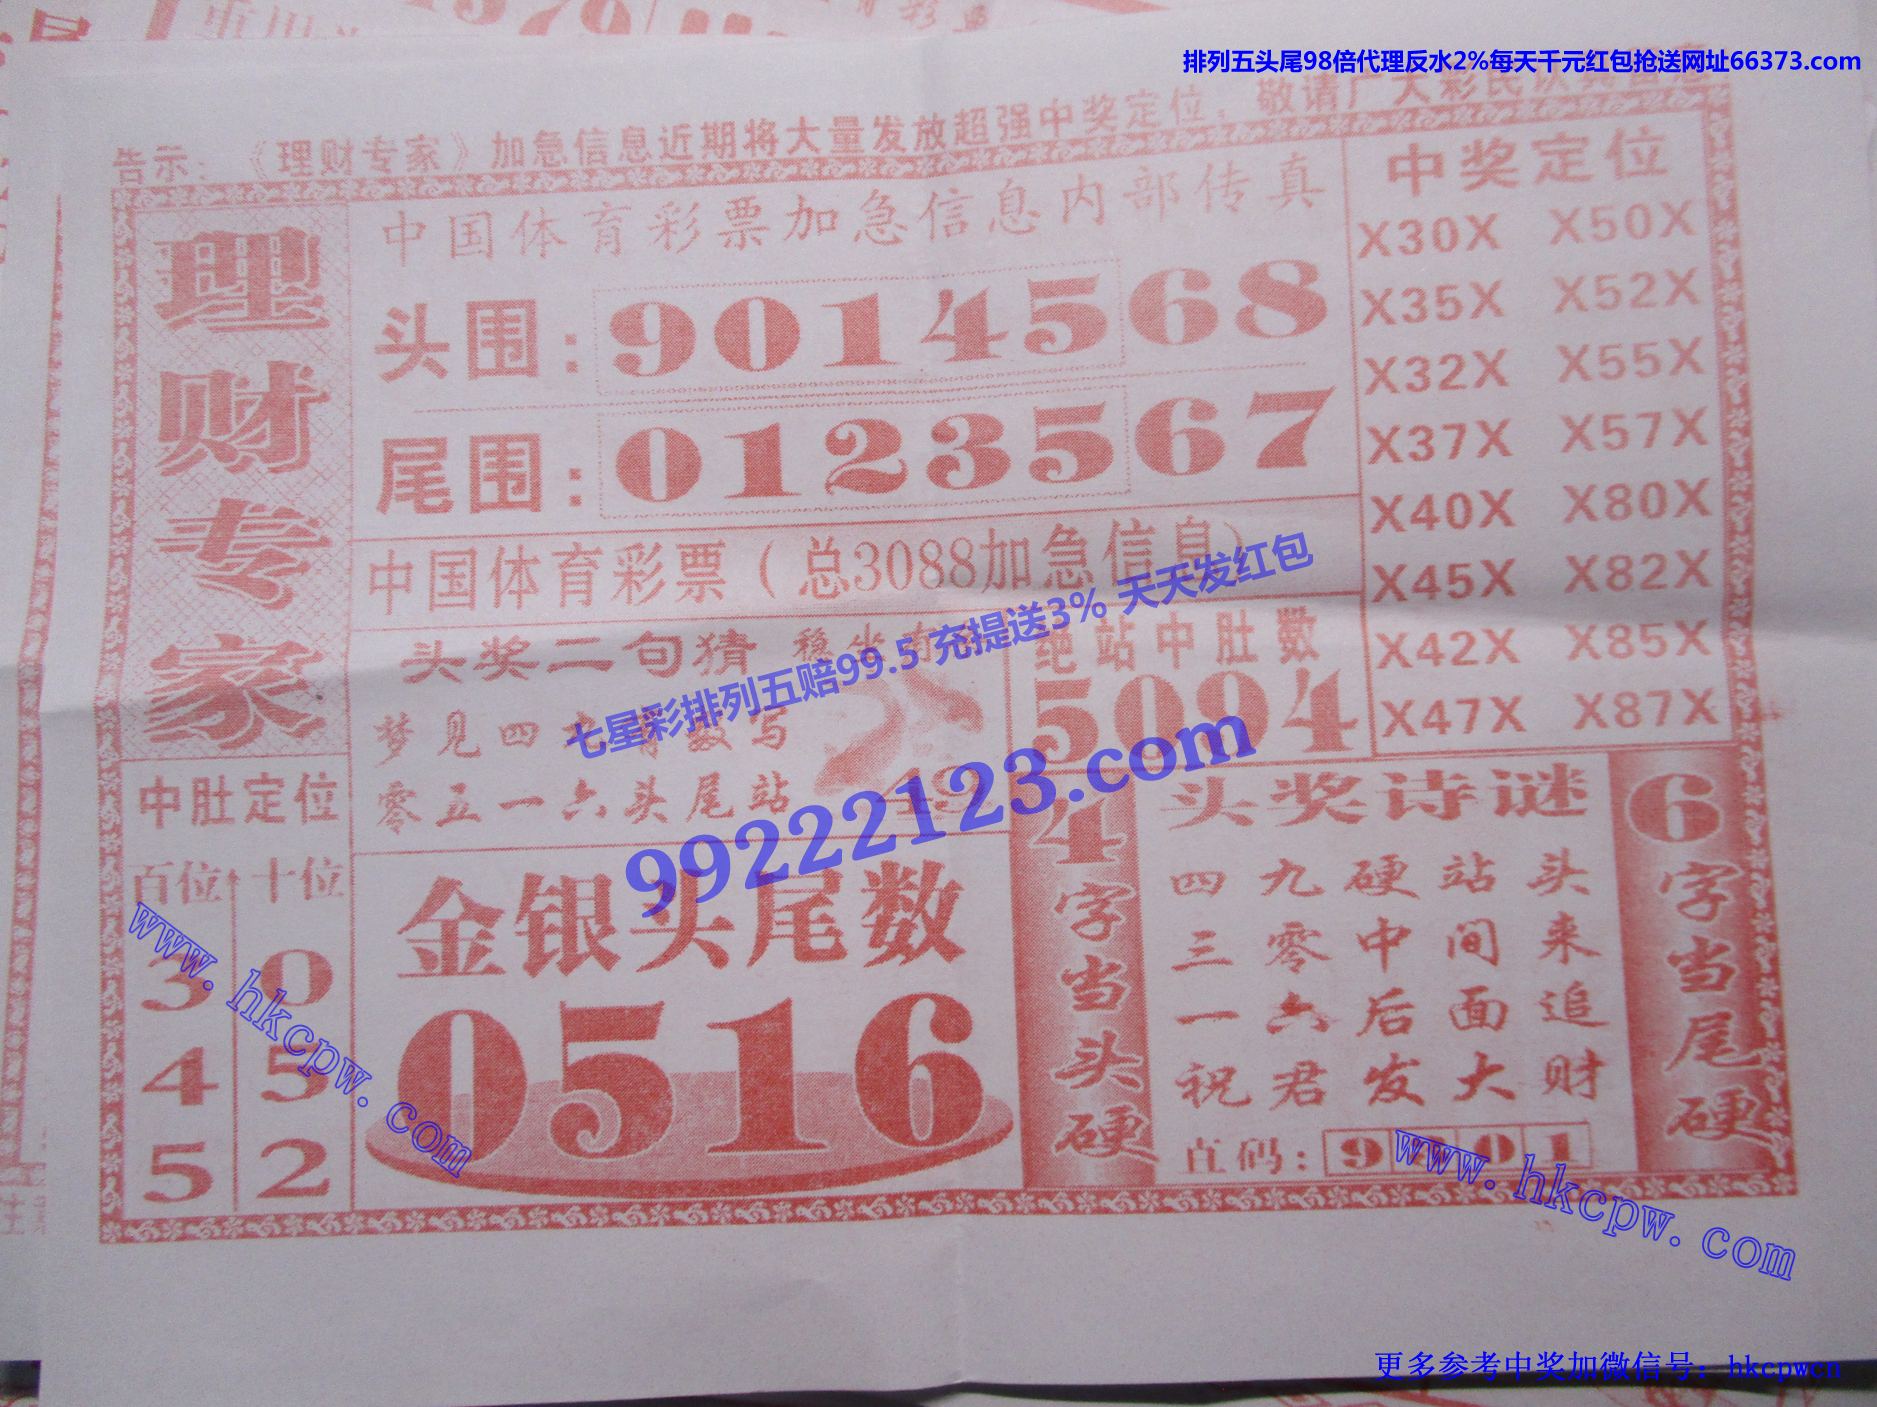 排列五头尾98倍代理反水2%每天千元红包抢送网址66373.com
告示：《理财专家》加急信息近期将大量发放超强中奖定位，敬请广大彩民
理财专家
中国体育彩票加急信息内部传真
头围：9014568
尾围：0123567
中国体育彩票（总3088加急信息）
中奖定位
X30X X50X
X35X X52X
X32X X55X
X37X X57X
X40X X80X
X45X X82X
X42X X85X
X47X X87X
头奖二句猜
梦见四
写
零五一六头尾站
绝站中肚数
5094
七星彩排列五赔99.5 充提送3% 天天发红包
99222123.com
中肚定位
百位 十位
3 0
4 5
5 2
金银头尾数
0516
4字当头硬
头奖诗谜
四九硬站头
三零中间来
一六后面追
祝君发大财
直码：9 0 1
6字当尾硬
www.hkcpw.com
www.hkcpw.com
更多参考中奖加微信号：hkcpwcn